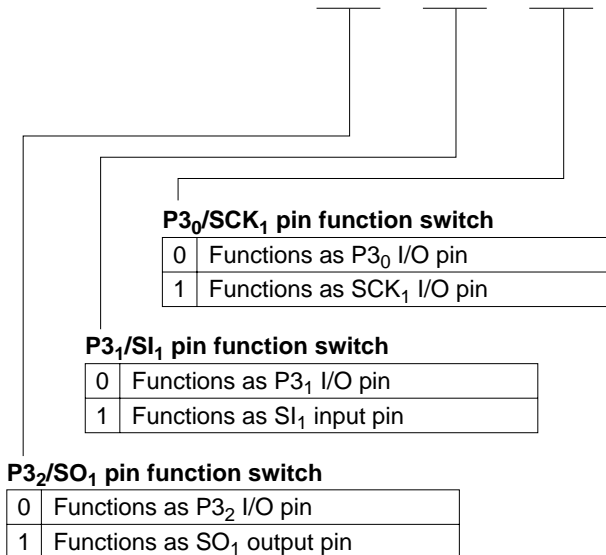 P3₀/SCK₁ pin function switch
0 Functions as P3₀ I/O pin
1 Functions as SCK₁ I/O pin
P3₁/SI₁ pin function switch
0 Functions as P3₁ I/O pin
1 Functions as SI₁ input pin
P3₂/SO₁ pin function switch
0 Functions as P3₂ I/O pin
1 Functions as SO₁ output pin